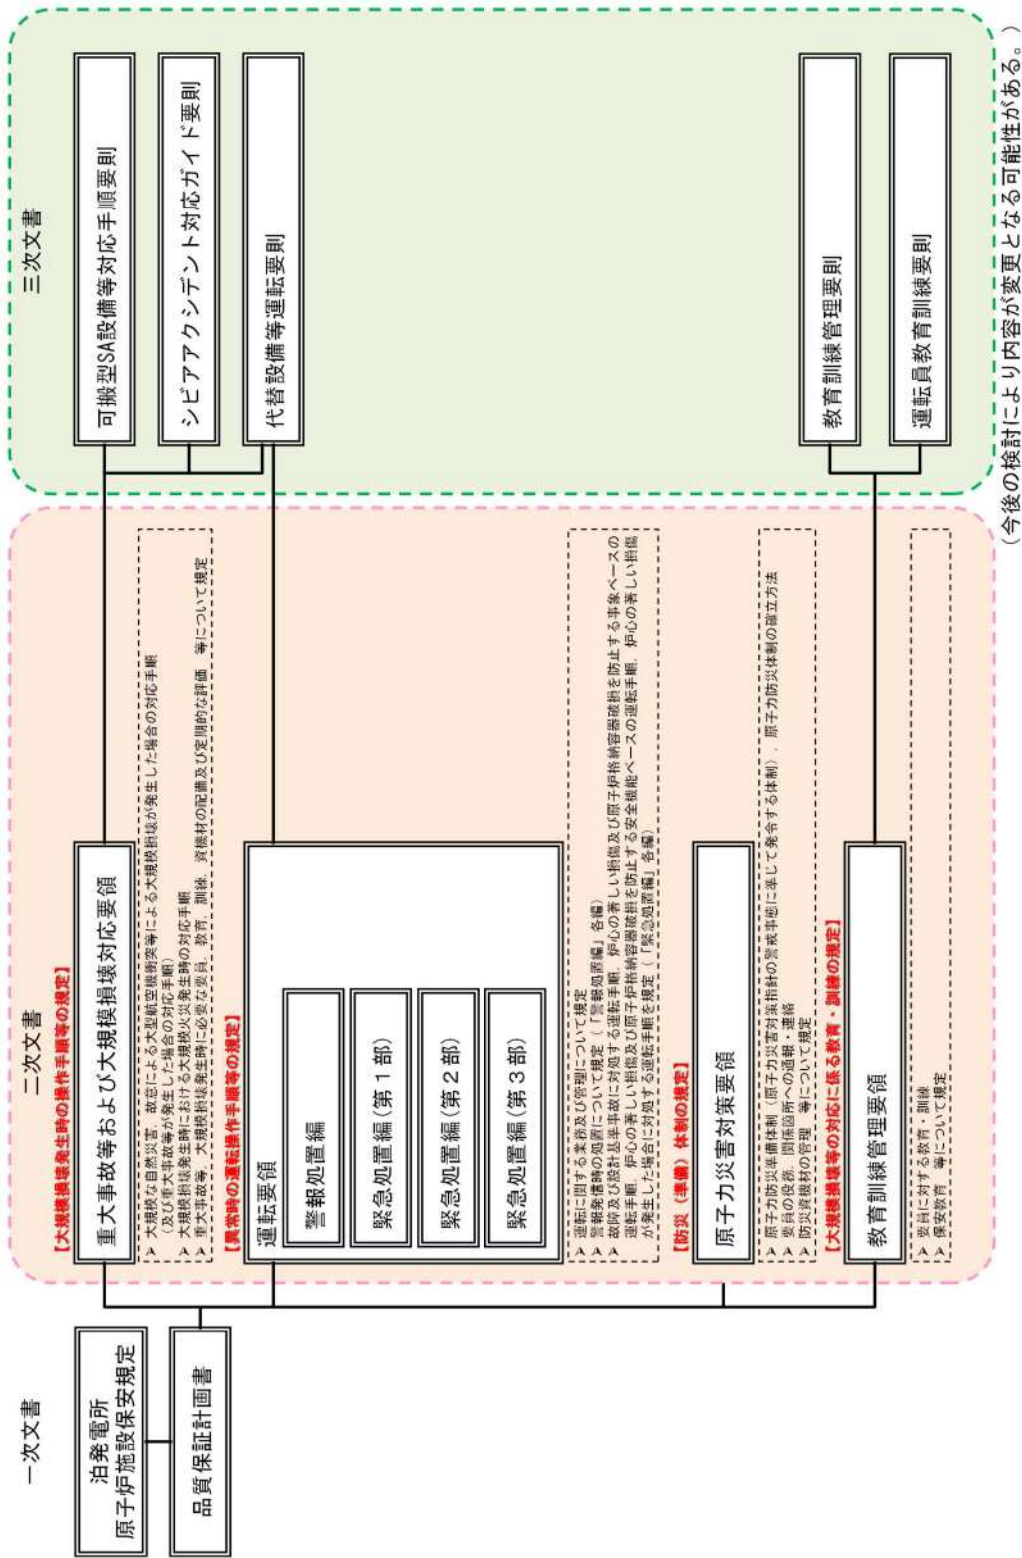 一次文書
泊発電所
原子炉施設保安規定
品質保証計画書
二次文書
【大規模損壊発生時の操作手順等の規定】
重大事故等および大規模損壊対応要領
➤ 大規模な自然災害、故意による大型航空機衝突等による大規模損壊が発生した場合の対応手順
(及び重大事故等が発生した場合の対応手順)
➤ 大規模損壊発生時における大規模火災発生時の対応手順
➤ 重大事故等、大規模損壊発生時に必要な要員、教育、訓練、資機材の配備及び定期的な評価 等について規定
【異常時の運転操作手順等の規定】
運転要領
警報処置編
緊急処置編(第1部)
緊急処置編(第2部)
緊急処置編(第3部)
➤ 運転に関する業務及び管理について規定
➤ 警報発信時の処置について規定(「警報処置編」各編)
➤ 故障及び設計基準事故に対処する運転手順、炉心の著しい損傷及び原子炉格納容器破損を防止する事象ベースの
運転手順、炉心の著しい損傷及び原子炉格納容器破損を防止する安全機能ベースの運転手順、炉心の著しい損傷
が発生した場合に対処する運転手順を規定(「緊急処置編」各編)
【防災(準備)体制の規定】
原子力災害対策要領
➤ 原子力防災準備体制(原子力災害対策指針の警戒事態に準じて発令する体制)、原子力防災体制の確立方法
➤ 要員の役務、関係箇所への通報・連絡
➤ 防災資機材の管理 等について規定
【大規模損壊等の対応に係る教育・訓練の規定】
教育訓練管理要領
➤ 要員に対する教育・訓練
➤ 保安教育 等について規定
三次文書
可搬型SA設備等対応手順要則
シビアアクシデント対応ガイド要則
代替設備等運転要則
教育訓練管理要則
運転員教育訓練要則
(今後の検討により内容が変更となる可能性がある。)